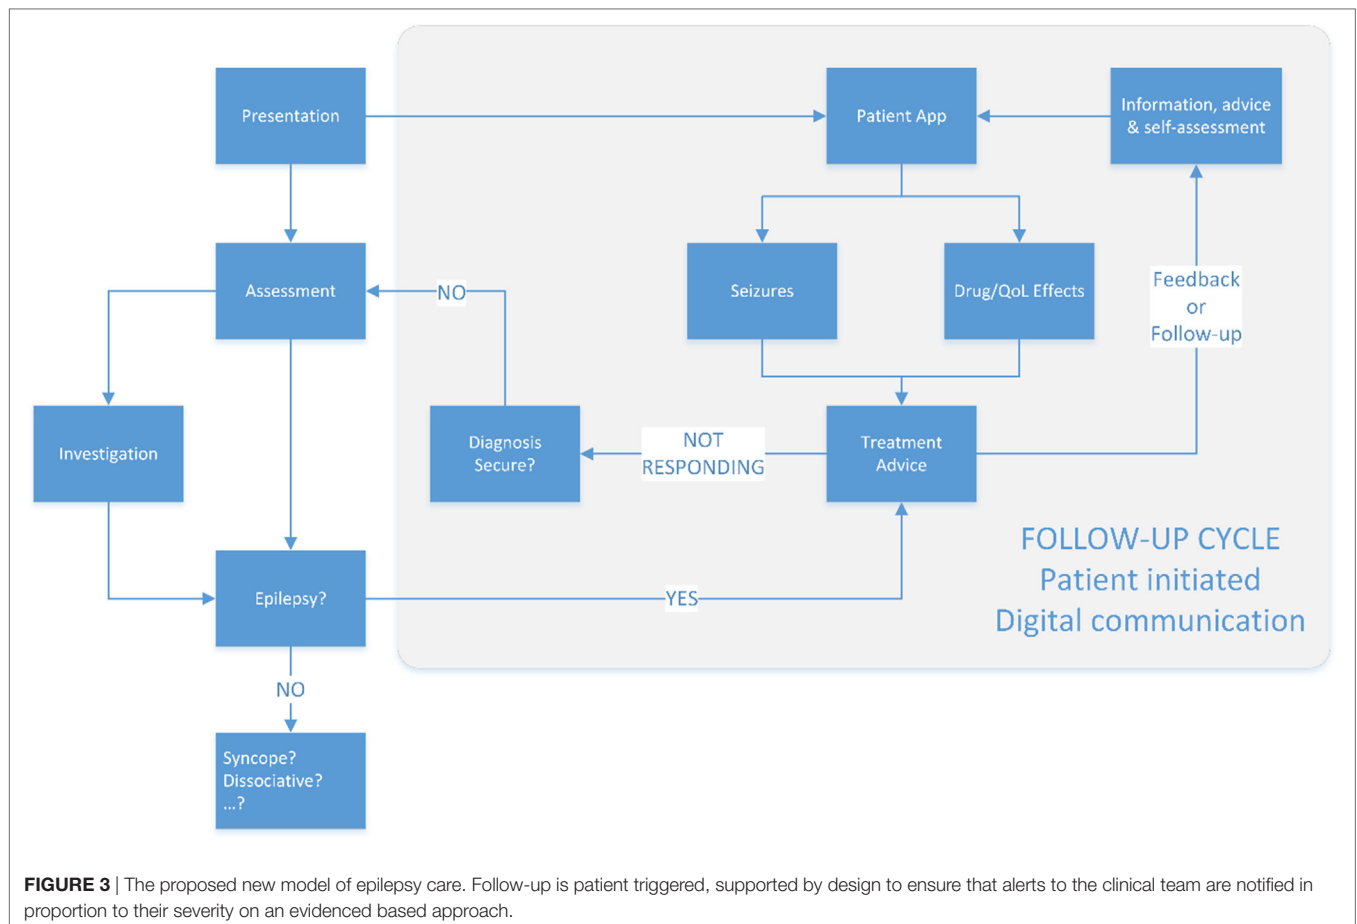 Presentation
Patient App
Information, advice
& self-assessment
Assessment
NO
Seizures
Drug/QoL Effects
Feedback
or
Follow-up
Investigation
Diagnosis
Secure?
NOT
RESPONDING
Treatment
Advice
FOLLOW-UP CYCLE
Patient initiated
Digital communication
Epilepsy?
YES
NO
Syncope?
Dissociative?
...?
FIGURE 3 | The proposed new model of epilepsy care. Follow-up is patient triggered, supported by design to ensure that alerts to the clinical team are notified in
proportion to their severity on an evidenced based approach.